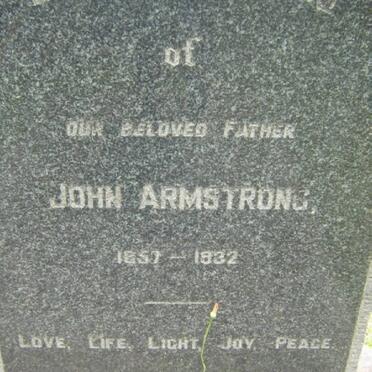 of
OUR BELOVED FATHER
JOHN ARMSTRONG,
1857 - 1932
LOVE, LIFE, LIGHT, JOY, PEACE.